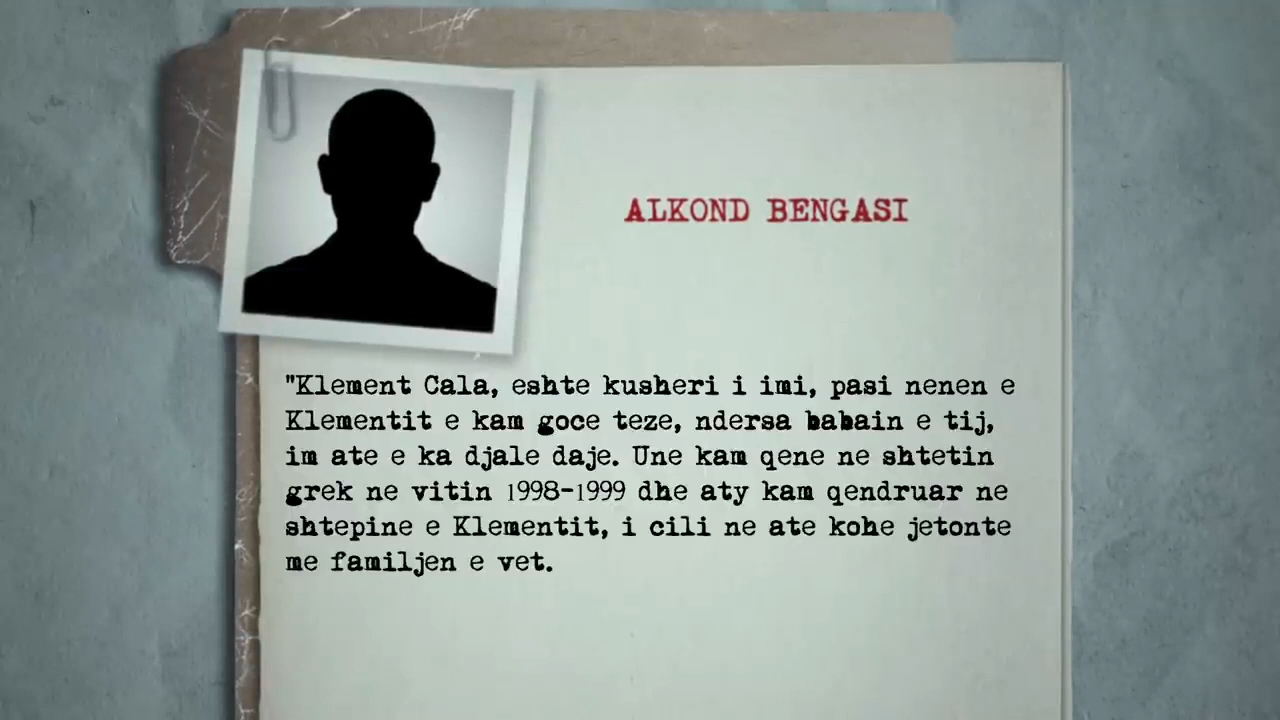 ALKOND BENGASI
"Klement Cala, eshte kusheri i imi, pasi nenen e
Klementit e kam goce teze, ndersa babain e tij,
im ate e ka djale daje. Une kam qene ne shtetin
grek ne vitin 1998-1999 dhe aty kam qendruar ne
shtepine e Klementit, i cili ne ate kohe jetonte
me familjen e vet.